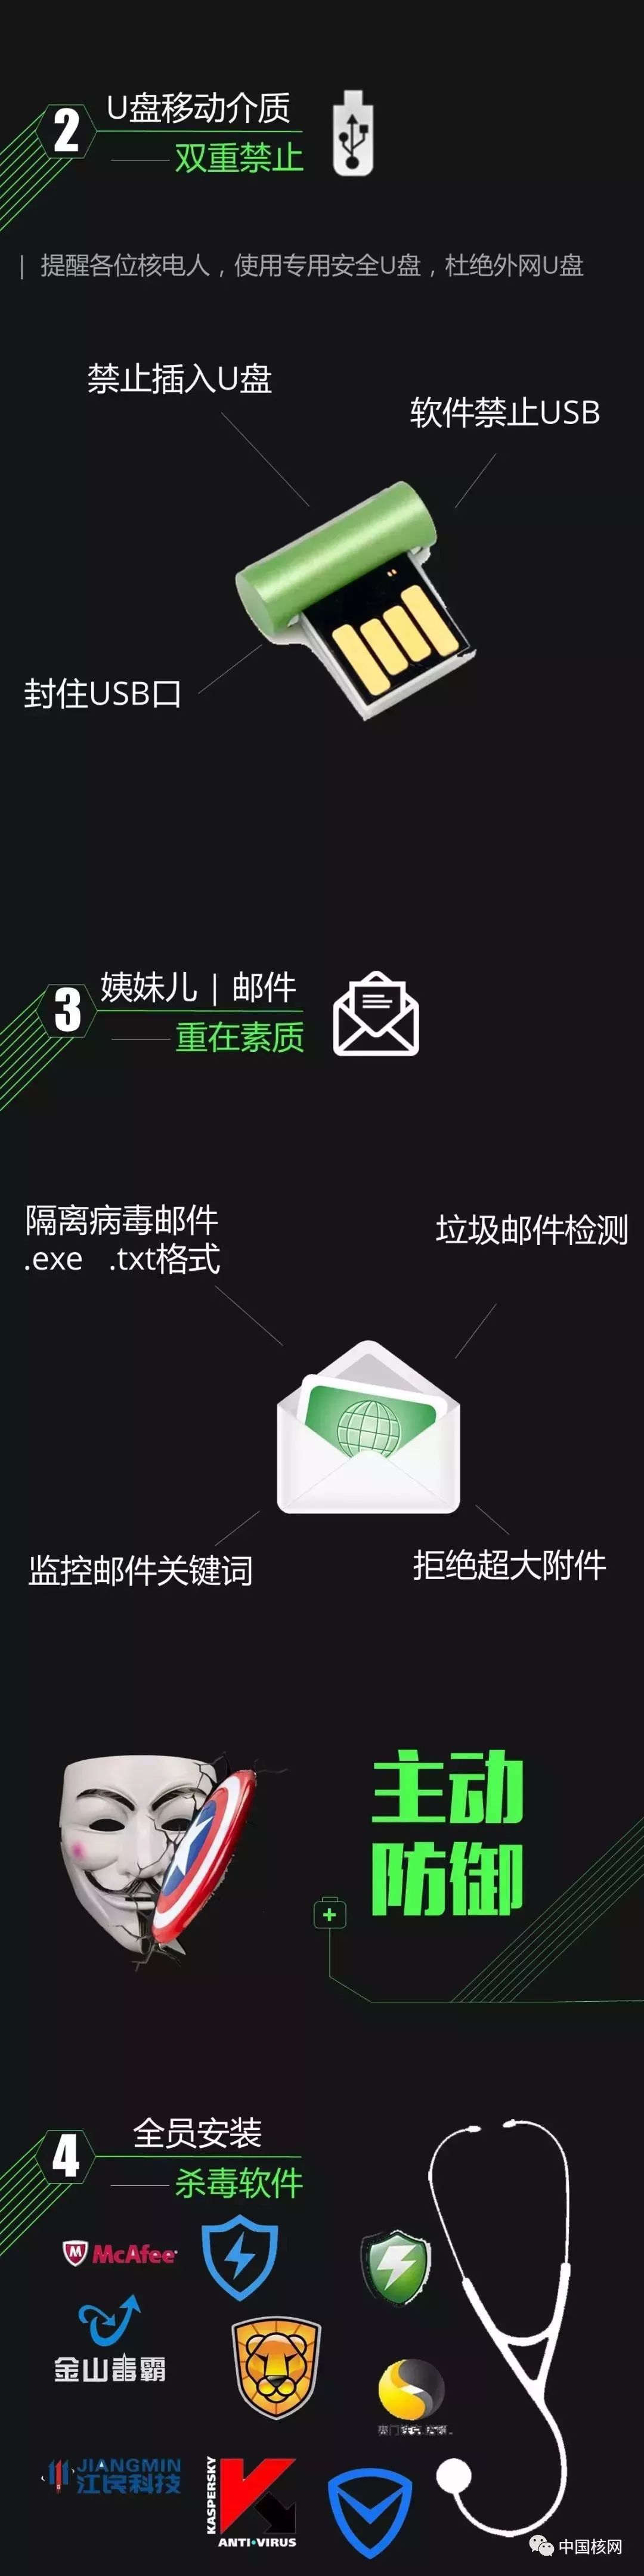 2
U盘移动介质
双重禁止
| 提醒各位核电人，使用专用安全U盘，杜绝外网U盘
禁止插入U盘
软件禁止USB
封住USB口
3
姨妹儿 | 邮件
重在素质
隔离病毒邮件
.exe .txt格式
垃圾邮件检测
监控邮件关键词
拒绝超大附件
主动
防御
4
全员安装
杀毒软件
McAfee
金山毒霸
JIANGMIN
江民科技
KASPERSKY
ANTI•VIRUS
中国核网